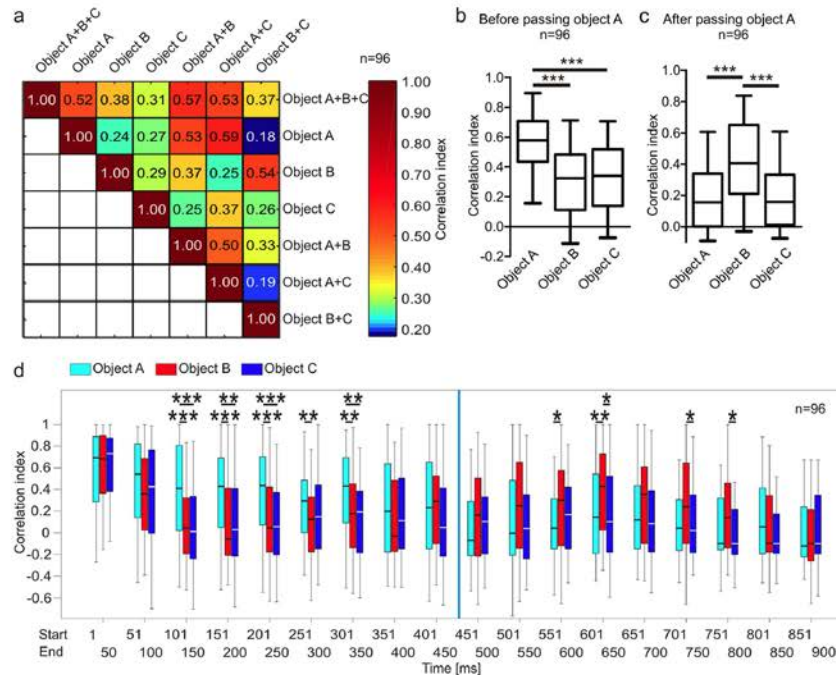 a
Object A+B+C
Object A
Object B
Object C
Object A+B
Object A+C
Object B+C
n=96
1.00 0.52 0.38 0.31 0.57 0.53 0.37 Object A+B+C
1.00 0.24 0.27 0.53 0.59 0.18 Object A
1.00 0.29 0.37 0.25 0.54 Object B
1.00 0.25 0.37 0.26 Object C
1.00 0.50 0.33 Object A+B
1.00 0.19 Object A+C
1.00 Object B+C
1.00
0.90
0.80
0.70
0.60
0.50
0.40
0.30
0.20
Correlation index
b Before passing object A
n=96
***
***
Correlation index
1.0
0.8
0.6
0.4
0.2
0.0
-0.2
Object A
Object B
Object C
c After passing object A
n=96
*** ***
Correlation index
1.0
0.8
0.6
0.4
0.2
0.0
Object A
Object B
Object C
d
Object A Object B Object C
n=96
*** ** *** ** *
*** *** *** ** ** * ** * *
Correlation index
1
0.8
0.6
0.4
0.2
0
-0.2
-0.4
-0.6
Start 1 51 101 151 201 251 301 351 401 451 501 551 601 651 701 751 801 851
End 50 100 150 200 250 300 350 400 450 500 550 600 650 700 750 800 850 900
Time [ms]